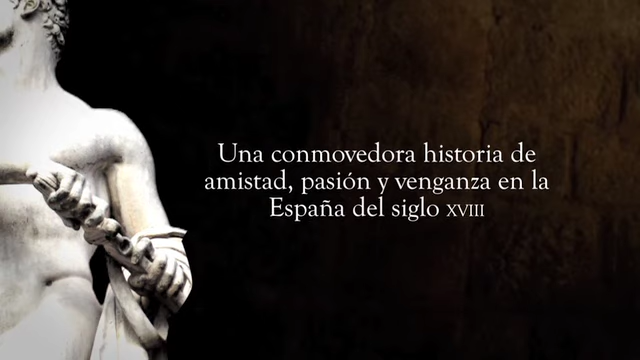 Una conmovedora historia de
amistad, pasión y venganza en la
España del siglo XVIII